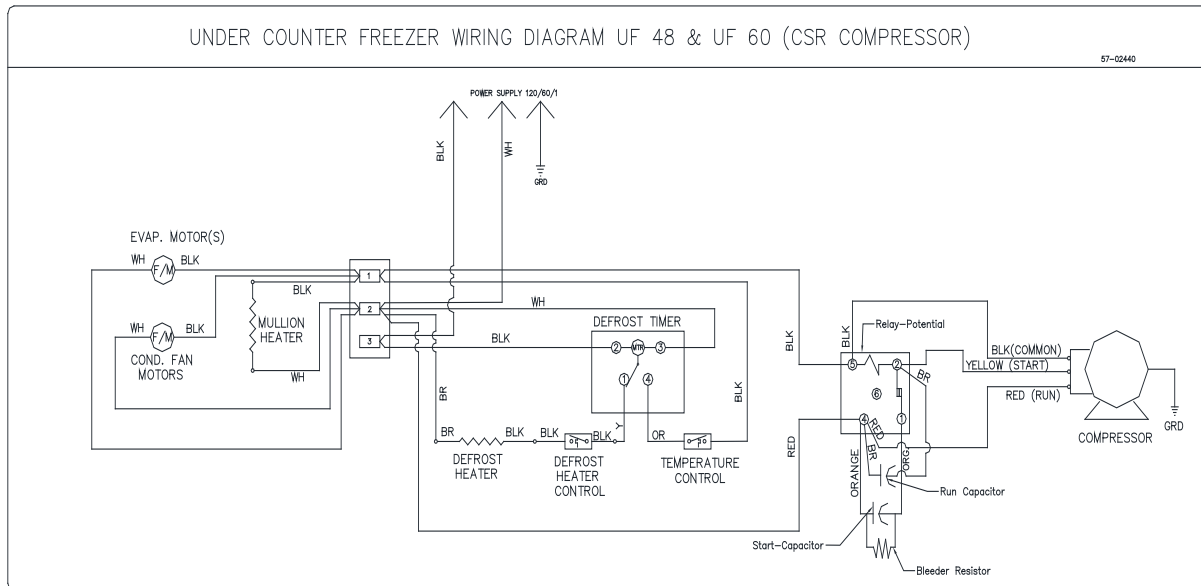 UNDER COUNTER FREEZER WIRING DIAGRAM UF 48 & UF 60 (CSR COMPRESSOR)
57-02440
POWER SUPPLY 120/60/1
BLK
WH
GRD
EVAP. MOTOR(S)
WH
F/M
BLK
1
BLK
MULLION
HEATER
2
WH
3
WH
F/M
BLK
COND. FAN
MOTORS
WH
DEFROST TIMER
BLK
2
MTR
3
1
4
BLK
BLK
BR
BR
BLK
BLK
BLK
Y
OR
DEFROST
HEATER
DEFROST
HEATER
CONTROL
TEMPERATURE
CONTROL
RED
BLK
Relay-Potential
5
2
BR
6
4
1
RED
BLK(COMMON)
YELLOW (START)
RED (RUN)
COMPRESSOR
GRD
ORANGE
BR
ORG.
Run Capacitor
Start-Capacitor
Bleeder Resistor